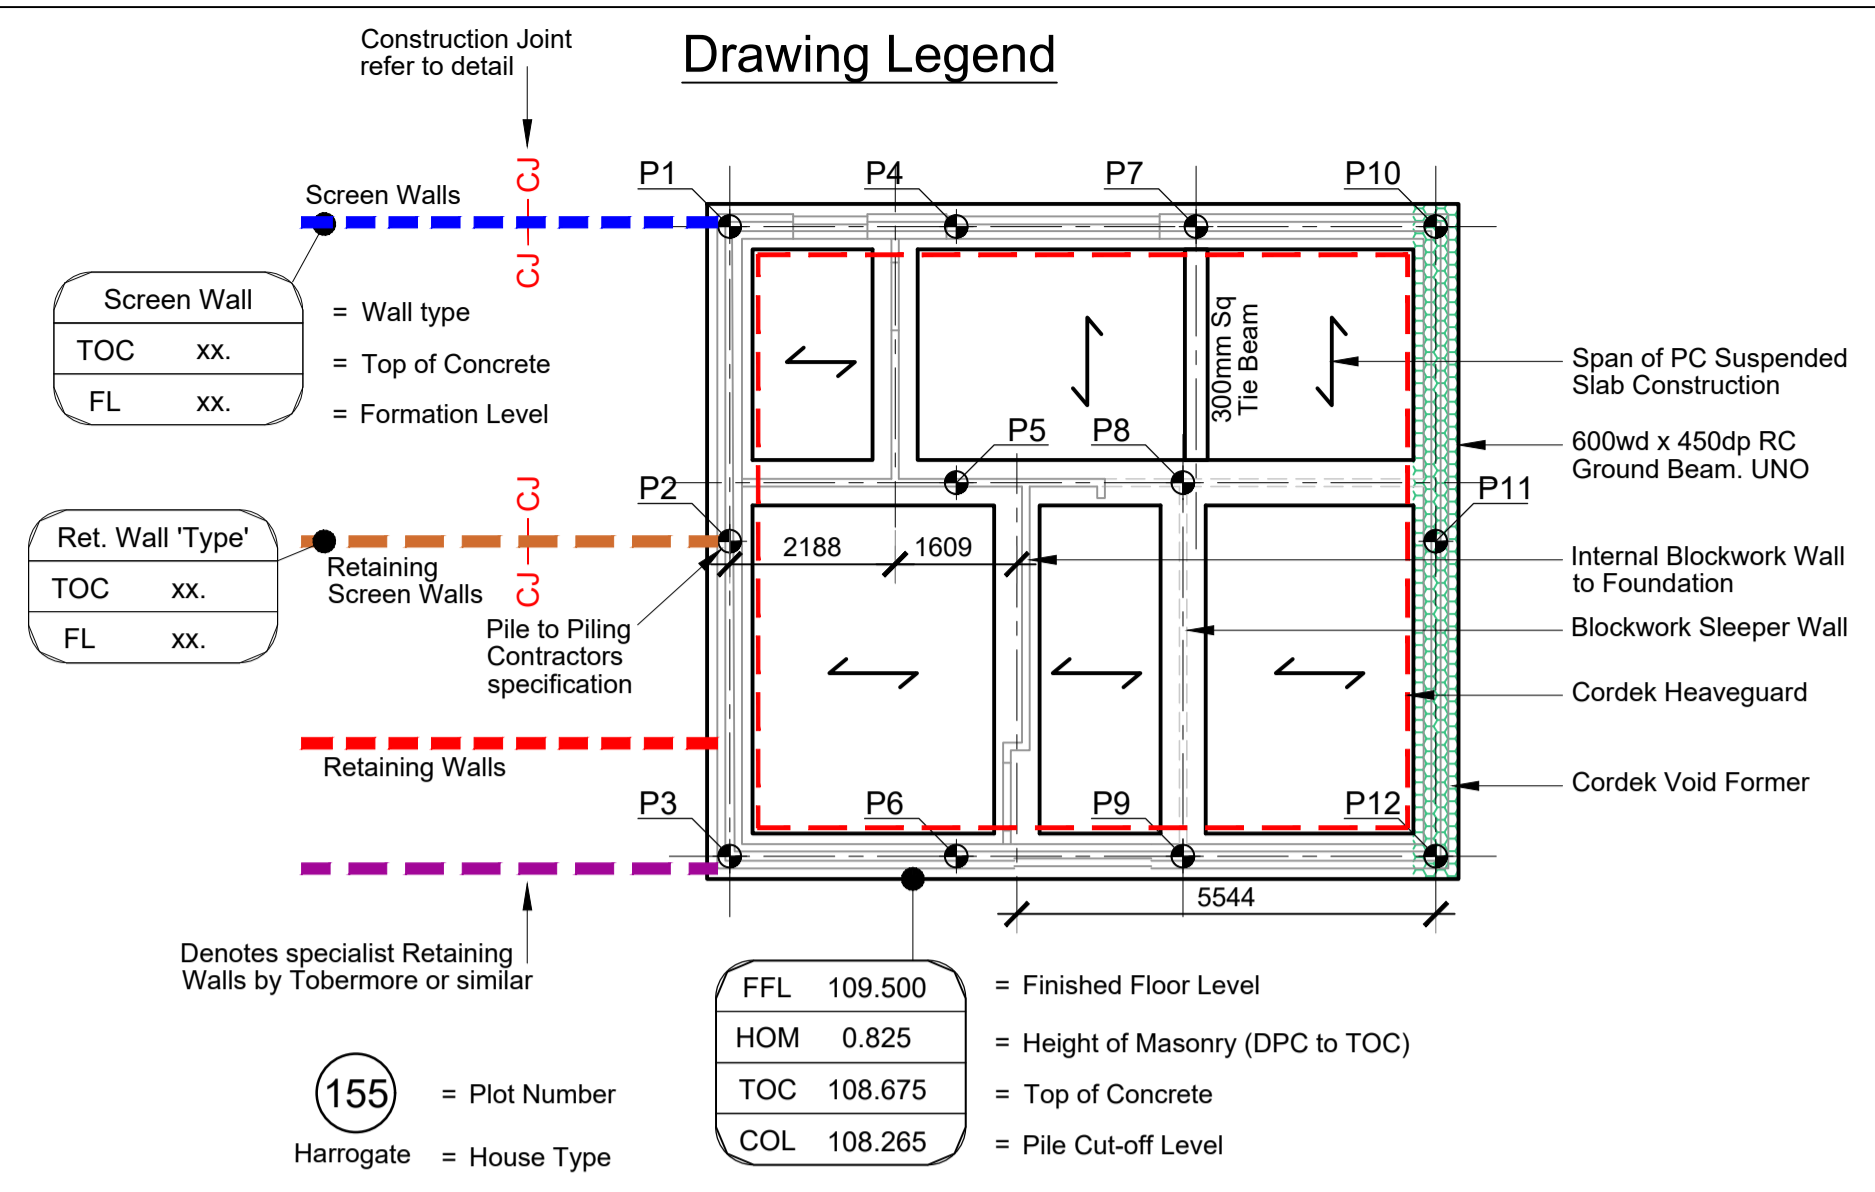 Drawing Legend
Construction Joint
refer to detail
CJ
CJ
Screen Walls
Screen Wall
TOC xx.
FL xx.
= Wall type
= Top of Concrete
= Formation Level
P1
P4
P7
P10
300mm Sq
Tie Beam
Span of PC Suspended
Slab Construction
600wd x 450dp RC
Ground Beam. UNO
P5
P8
P2
P11
CJ
CJ
Ret. Wall 'Type'
TOC xx.
FL xx.
Retaining
Screen Walls
2188
1609
Internal Blockwork Wall
to Foundation
Blockwork Sleeper Wall
Pile to Piling
Contractors
specification
Cordek Heaveguard
Retaining Walls
Cordek Void Former
P3
P6
P9
P12
5544
Denotes specialist Retaining
Walls by Tobermore or similar
FFL 109.500 = Finished Floor Level
HOM 0.825 = Height of Masonry (DPC to TOC)
TOC 108.675 = Top of Concrete
COL 108.265 = Pile Cut-off Level
155 = Plot Number
Harrogate = House Type